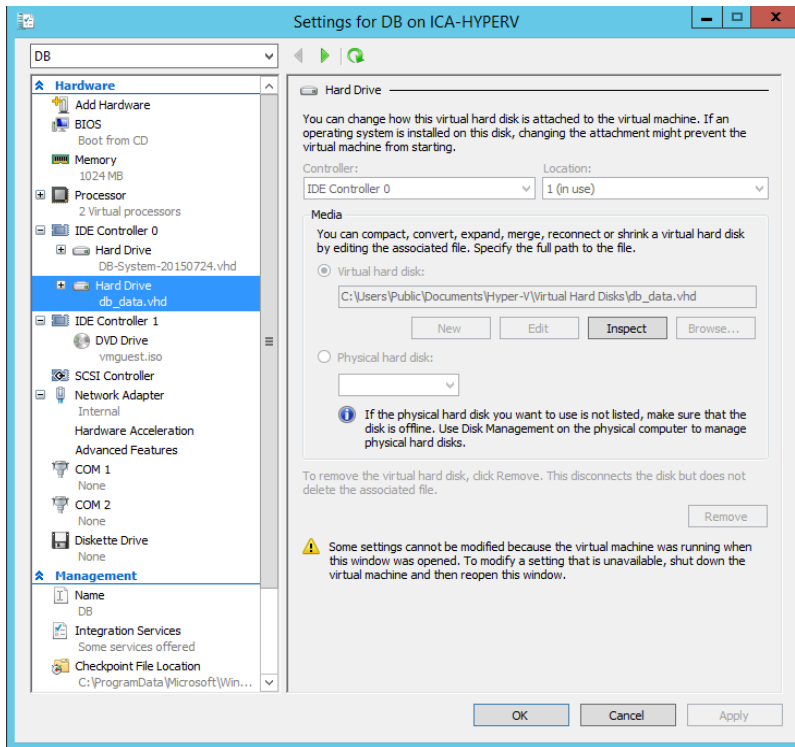 Settings for DB on ICA-HYPERV
DB
Hardware
Add Hardware
BIOS
Boot from CD
Memory
1024 MB
Processor
2 Virtual processors
IDE Controller 0
Hard Drive
DB-System-20150724.vhd
Hard Drive
db_data.vhd
IDE Controller 1
DVD Drive
vmguest.iso
SCSI Controller
Network Adapter
Internal
Hardware Acceleration
Advanced Features
COM 1
None
COM 2
None
Diskette Drive
None
Management
Name
DB
Integration Services
Some services offered
Checkpoint File Location
C:\ProgramData\Microsoft\Win...
Hard Drive
You can change how this virtual hard disk is attached to the virtual machine. If an
operating system is installed on this disk, changing the attachment might prevent the
virtual machine from starting.
Controller: Location:
IDE Controller 0 1 (in use)
Media
You can compact, convert, expand, merge, reconnect or shrink a virtual hard disk
by editing the associated file. Specify the full path to the file.
Virtual hard disk:
C:\Users\Public\Documents\Hyper-V\Virtual Hard Disks\db_data.vhd
New Edit Inspect Browse...
Physical hard disk:
If the physical hard disk you want to use is not listed, make sure that the
disk is offline. Use Disk Management on the physical computer to manage
physical hard disks.
To remove the virtual hard disk, click Remove. This disconnects the disk but does not
delete the associated file.
Remove
Some settings cannot be modified because the virtual machine was running when
this window was opened. To modify a setting that is unavailable, shut down the
virtual machine and then reopen this window.
OK Cancel Apply